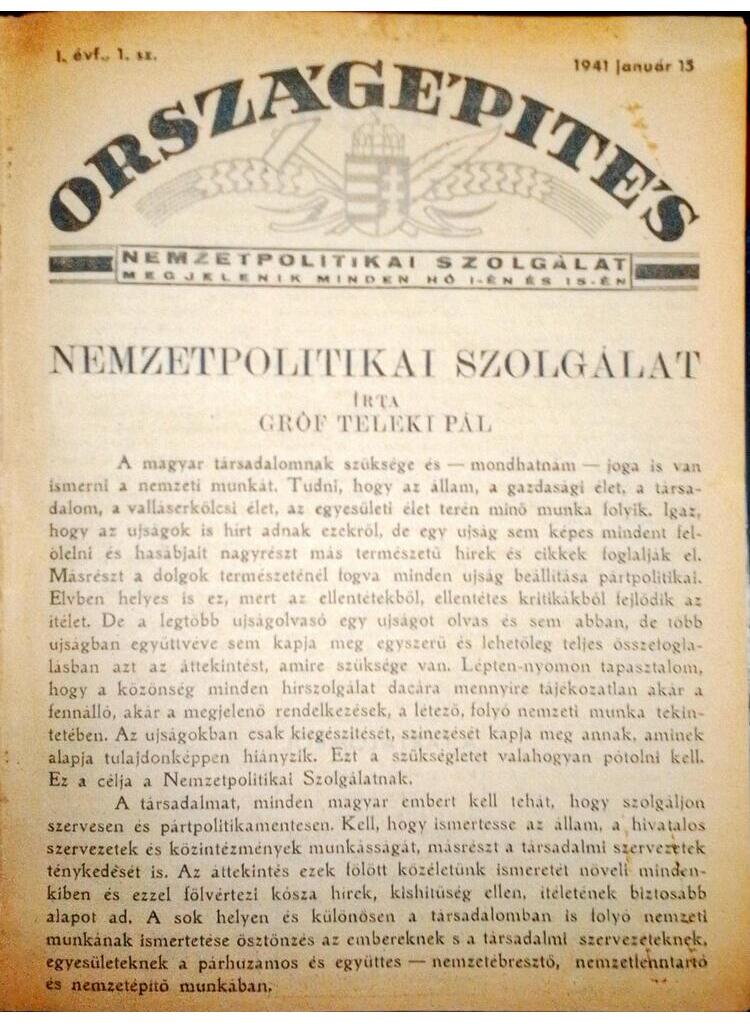 I. évf., 1. sz.
1941 január 15
ORSZÁGÉPITÉS
NEMZETPOLITIKAI SZOLGÁLAT
MEGJELENIK MINDEN HÓ 1-ÉN ÉS 15-ÉN
NEMZETPOLITIKAI SZOLGÁLAT
ÍRTA
GRÓF TELEKI PÁL
A magyar társadalomnak szüksége és — mondhatnám — joga is van
ismerni a nemzeti munkát. Tudni, hogy az állam, a gazdasági élet, a társa-
dalom, a valláserkölcsi élet, az egyesületi élet terén minő munka folyik. Igaz,
hogy az ujságok is hírt adnak ezekről, de egy ujság sem képes mindent fel-
ölelni és hasábjait nagyrészt más természetű hírek és cikkek foglalják el.
Másrészt a dolgok természeténél fogva minden ujság beállítása pártpolitikai.
Elvben helyes is ez, mert az ellentétekből, ellentétes kritikákból fejlődik az
ítélet. De a legtöbb ujságolvasó egy ujságot olvas és sem abban, de több
ujságban együttvéve sem kapja meg egyszerű és lehetőleg teljes összefogla-
lásban azt az áttekintést, amire szüksége van. Lépten-nyomon tapasztalom,
hogy a közönség minden hírszolgálat dacára mennyire tájékozatlan akár a
fennálló, akár a megjelenő rendelkezések, a létező, folyó nemzeti munka tekin-
tetében. Az ujságokban csak kiegészítését, színezését kapja meg annak, aminek
alapja tulajdonképpen hiányzik. Ezt a szükségletet valahogyan pótolni kell.
Ez a célja a Nemzetpolitikai Szolgálatnak.
A társadalmat, minden magyar embert kell tehát, hogy szolgáljon
szervesen és pártpolitikamentesen. Kell, hogy ismertesse az állam, a hivatalos
szervezetek és közintézmények munkásságát, másrészt a társadalmi szervezetek
ténykedését is. Az áttekintés ezek fölött közéletünk ismeretét növeli minden-
kiben és ezzel fölvértezi kósza hírek, kishitűség ellen, ítéletének biztosabb
alapot ad. A sok helyen és különösen a társadalomban is folyó nemzeti
munkának ismertetése ösztönzés az embereknek s a társadalmi szervezeteknek,
egyesületeknek a párhuzamos és együttes — nemzetébresztő, nemzetfenntartó
és nemzetépítő munkában.